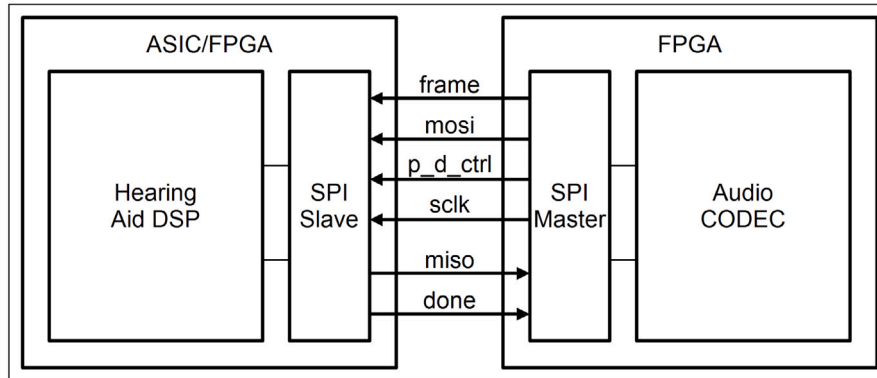 ASIC/FPGA
FPGA
Hearing
Aid DSP
SPI
Slave
frame
mosi
p_d_ctrl
sclk
miso
done
SPI
Master
Audio
CODEC